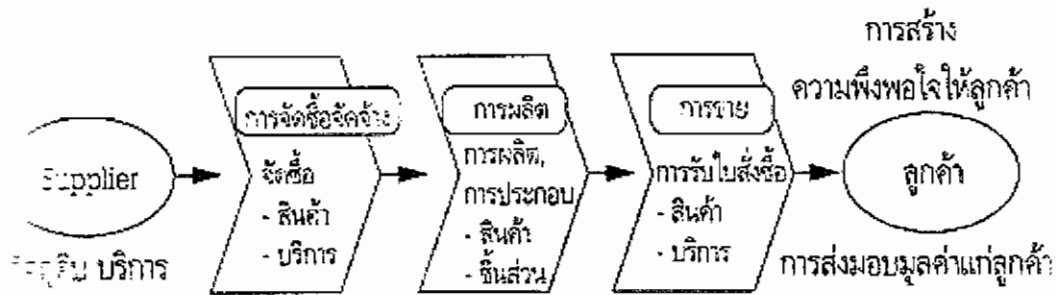 การสร้าง
ความพึงพอใจให้ลูกค้า
Supplier
บริการ
การจัดซื้อจัดจ้าง
จัดซื้อ
- สินค้า
- บริการ
การผลิต
การผลิต,
การประกอบ
- สินค้า
- ชิ้นส่วน
การขาย
การรับใบสั่งซื้อ
- สินค้า
- บริการ
ลูกค้า
การส่งมอบมูลค่าแก่ลูกค้า